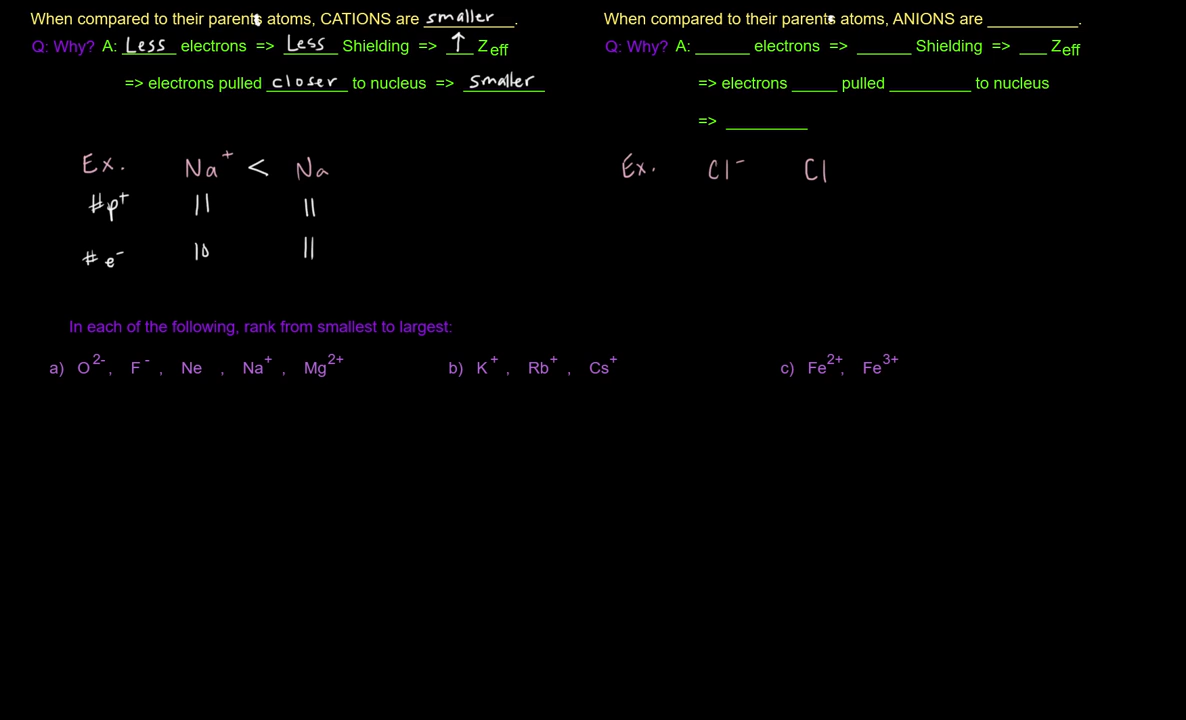 When compared to their parent atoms, CATIONS are smaller.
Q: Why? A: Less electrons => Less Shielding => ↑ Zeff
=> electrons pulled closer to nucleus => smaller
Ex. Na+ < Na
#p+ 11 11
#e- 10 11
When compared to their parent atoms, ANIONS are __________.
Q: Why? A: ______ electrons => ______ Shielding => ___ Zeff
=> electrons _____ pulled _________ to nucleus
=> _________
Ex. Cl- Cl
In each of the following, rank from smallest to largest:
a) O2-, F-, Ne, Na+, Mg2+ b) K+, Rb+, Cs+ c) Fe2+, Fe3+